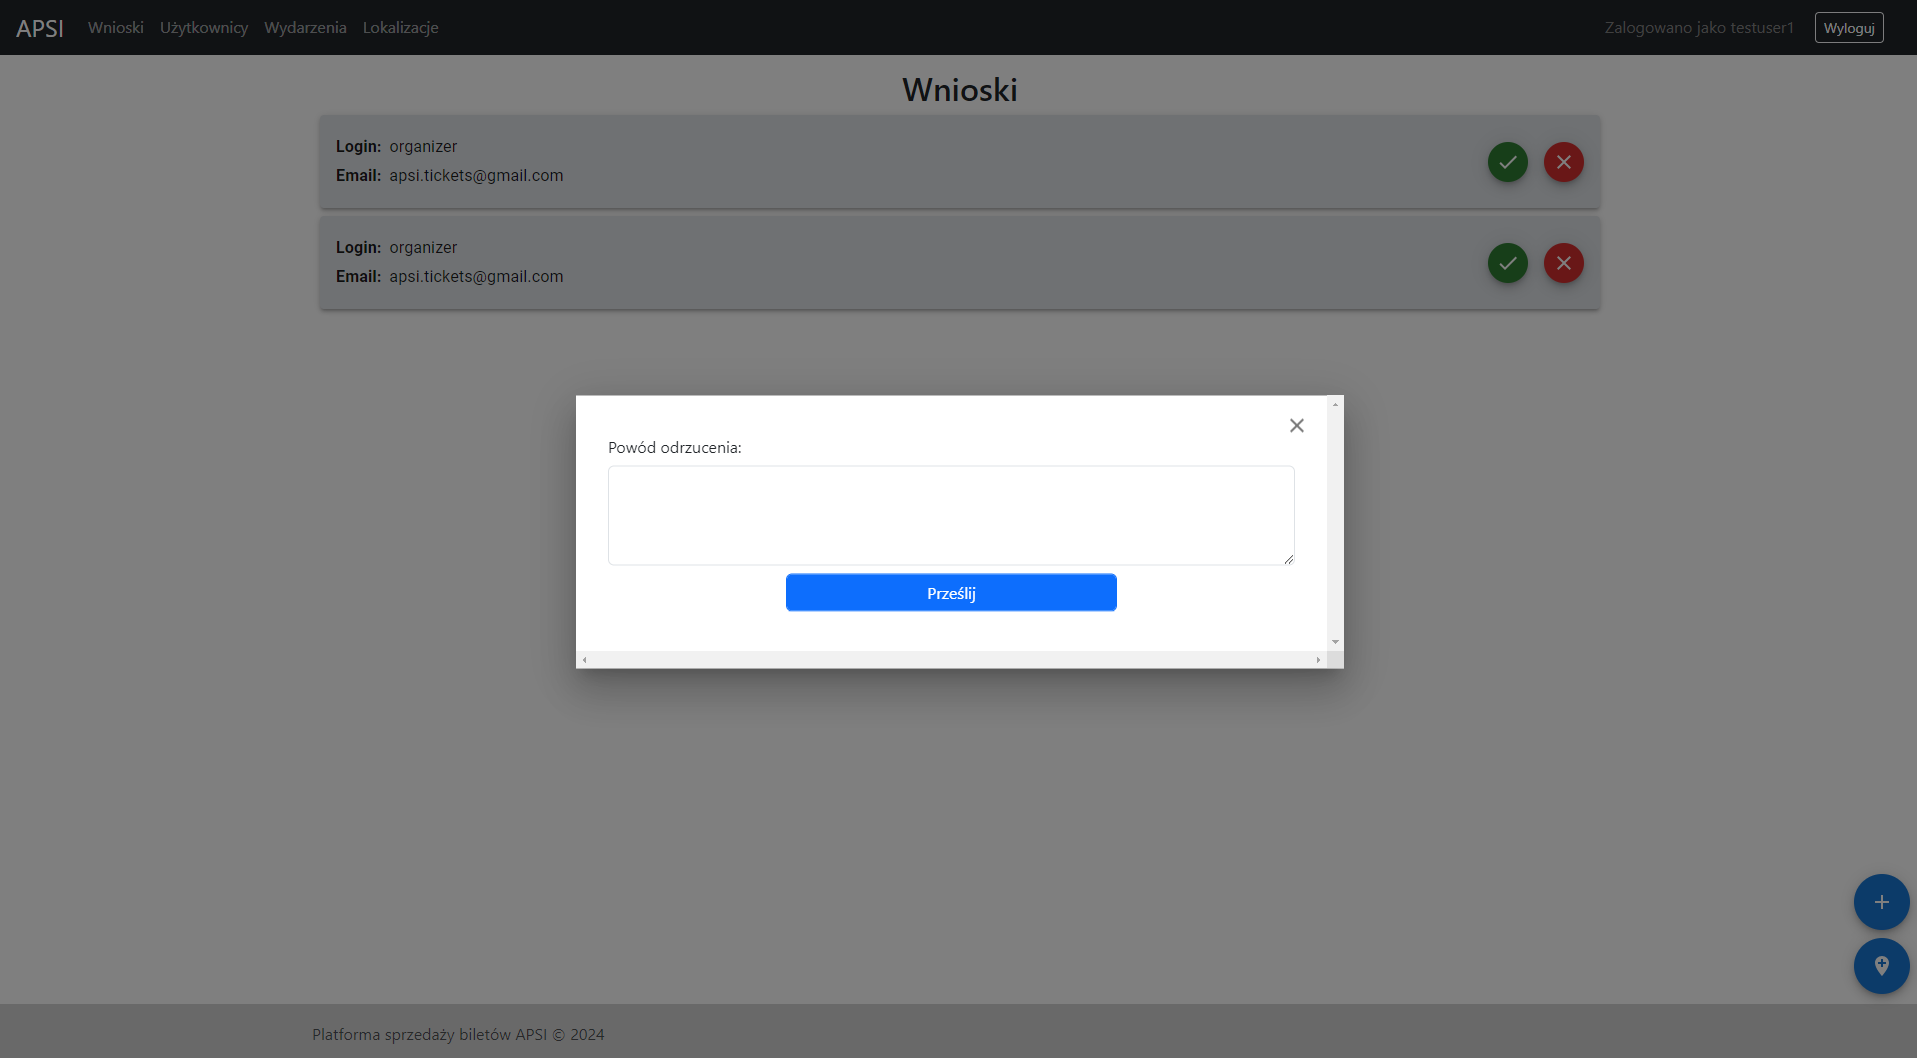 APSI Wnioski Użytkownicy Wydarzenia Lokalizacje Zalogowano jako testuser1 Wyloguj
Wnioski
Login: organizer
Email: apsi.tickets@gmail.com
Login: organizer
Email: apsi.tickets@gmail.com
Powód odrzucenia:
Prześlij
Platforma sprzedaży biletów APSI © 2024